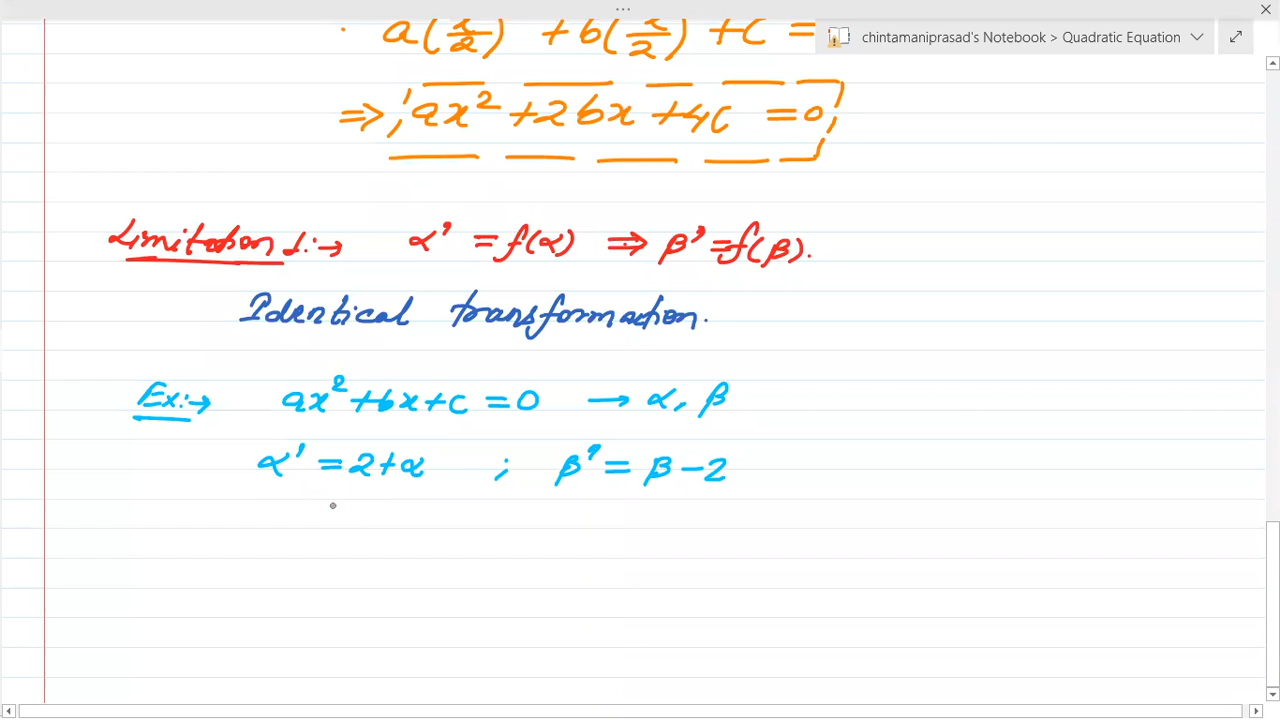 chintamaniprasad's Notebook > Quadratic Equation
a(x/2) + b(x/2) + c =
⇒ ax² + 2bx + 4c = 0
Limitation 1:→ α' = f(α) ⇒ β' = f(β).
Identical transformation.
Ex:→ ax² + bx + c = 0 → α, β
α' = 2 + α ; β' = β - 2